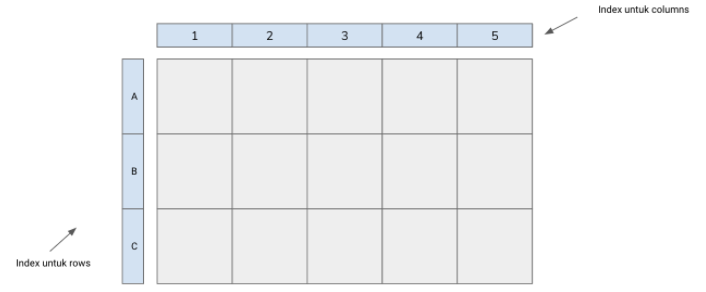 Index untuk columns
1 2 3 4 5
A
B
C
Index untuk rows